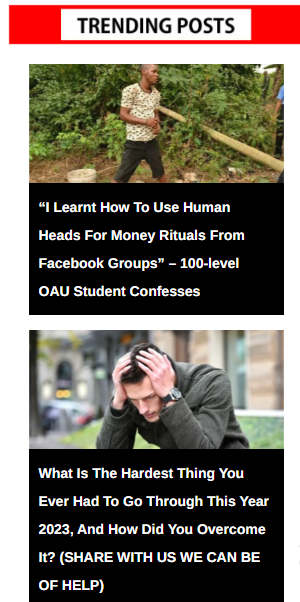 TRENDING POSTS
“I Learnt How To Use Human
Heads For Money Rituals From
Facebook Groups” – 100-level
OAU Student Confesses
What Is The Hardest Thing You
Ever Had To Go Through This Year
2023, And How Did You Overcome
It? (SHARE WITH US WE CAN BE
OF HELP)